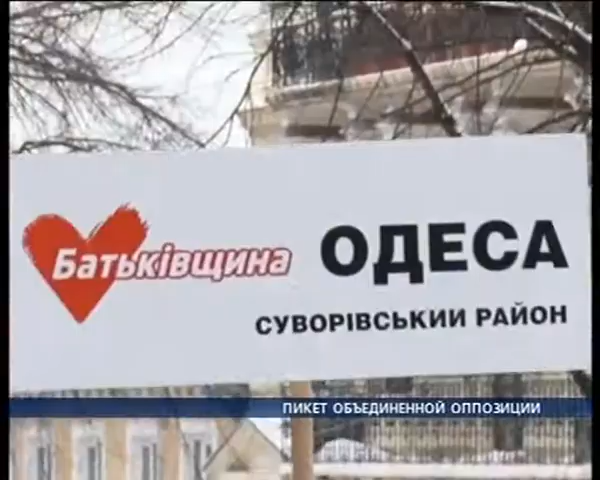 Батьківщина
ОДЕСА
СУВОРІВСЬКИЙ РАЙОН
ПИКЕТ ОБЪЕДИНЕННОЙ ОППОЗИЦИИ